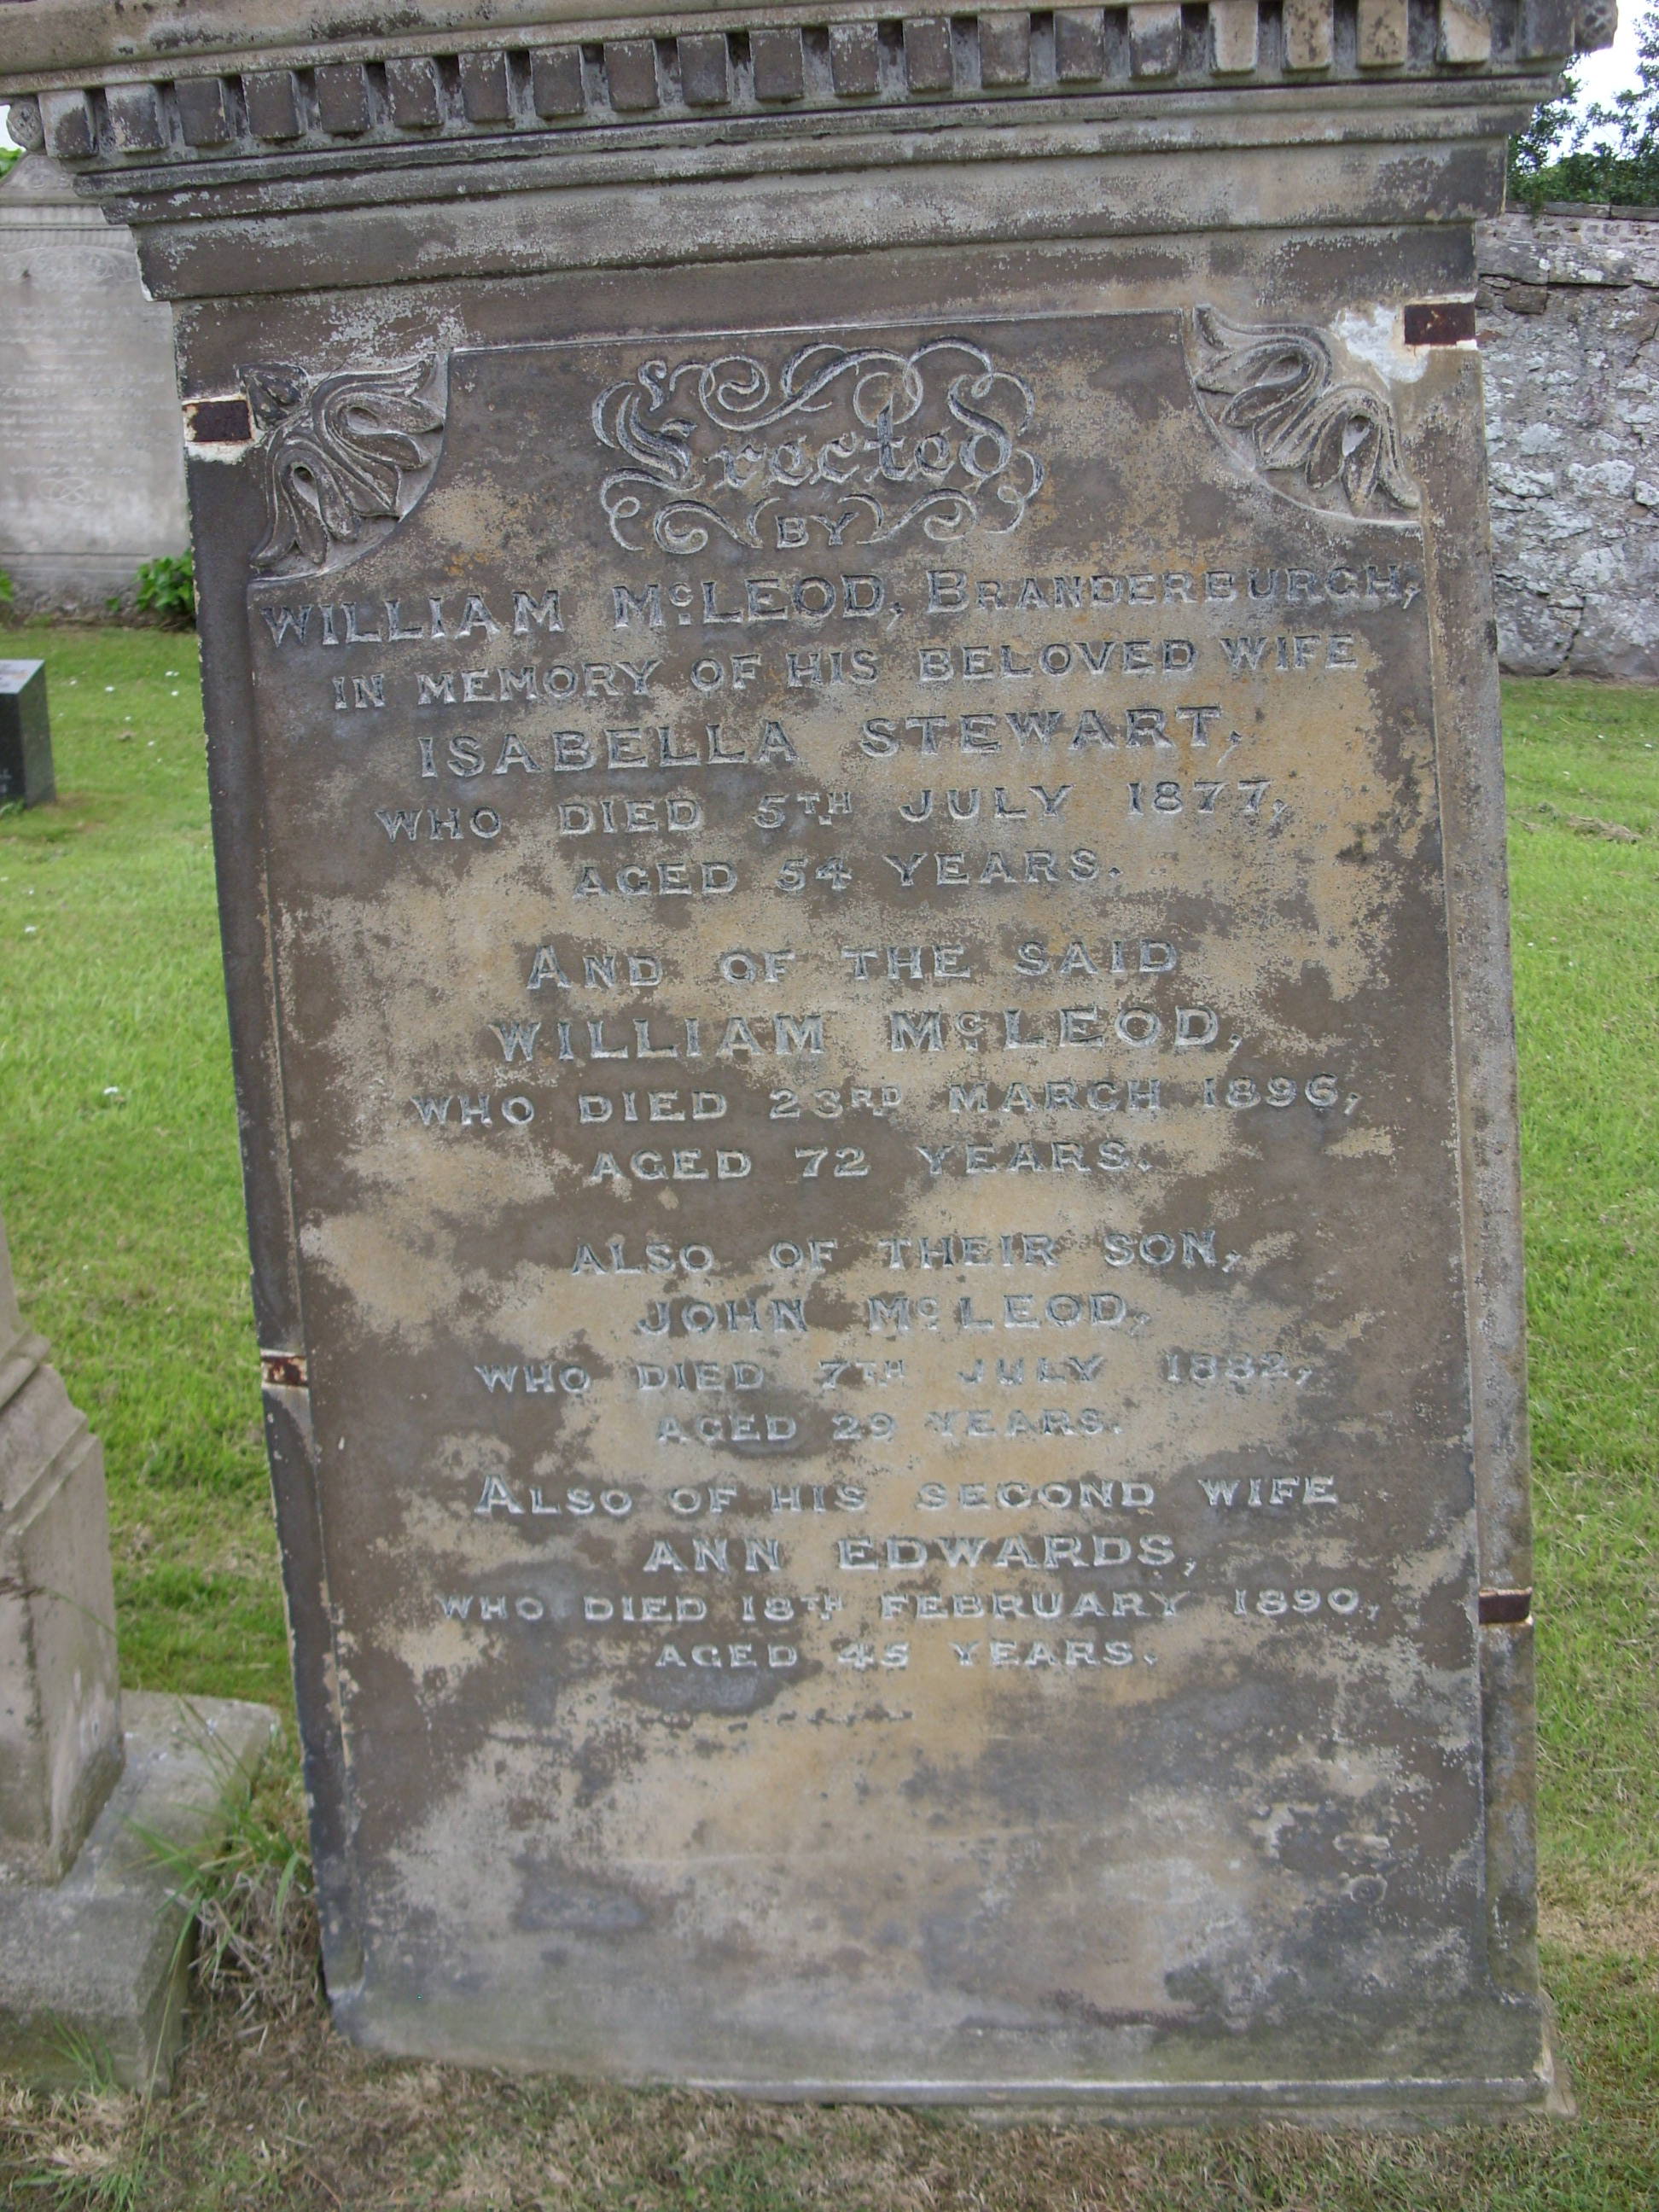 Erected
BY
WILLIAM McLEOD, BRANDERBURGH,
IN MEMORY OF HIS BELOVED WIFE
ISABELLA STEWART,
WHO DIED 5TH JULY 1877,
AGED 54 YEARS.
AND OF THE SAID
WILLIAM McLEOD,
WHO DIED 23RD MARCH 1896,
AGED 72 YEARS.
ALSO OF THEIR SON,
JOHN McLEOD,
WHO DIED 7TH JULY 1882,
AGED 29 YEARS.
ALSO OF HIS SECOND WIFE
ANN EDWARDS,
WHO DIED 18TH FEBRUARY 1890,
AGED 45 YEARS.